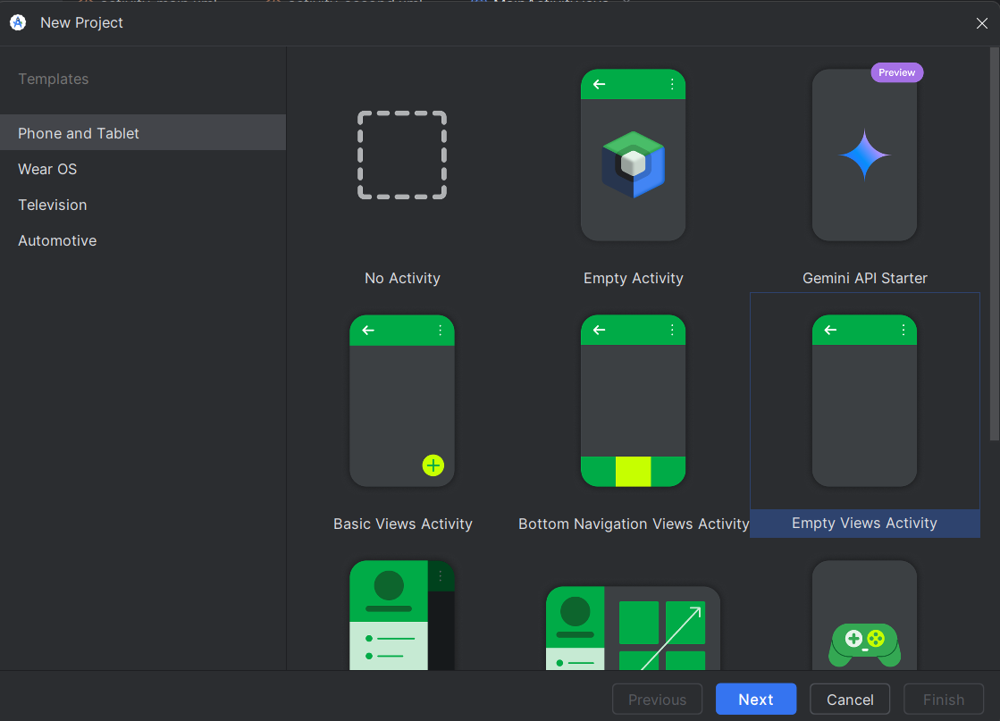 New Project
Templates
Phone and Tablet
Wear OS
Television
Automotive
Preview
No Activity
Empty Activity
Gemini API Starter
Basic Views Activity
Bottom Navigation Views Activity
Empty Views Activity
Previous
Next
Cancel
Finish